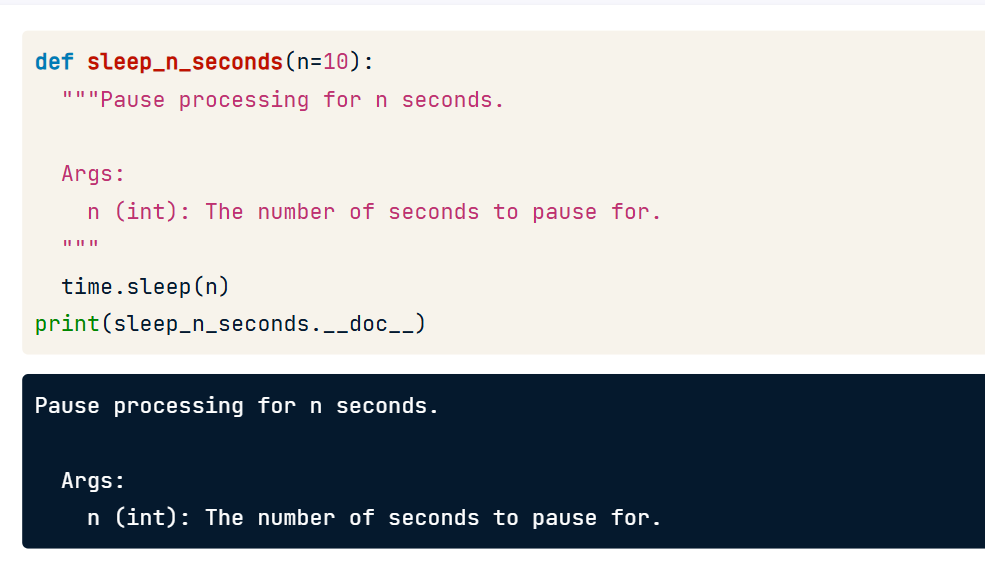 def sleep_n_seconds(n=10):
  """Pause processing for n seconds.

  Args:
    n (int): The number of seconds to pause for.
  """
  time.sleep(n)
print(sleep_n_seconds.__doc__)
Pause processing for n seconds.

  Args:
    n (int): The number of seconds to pause for.